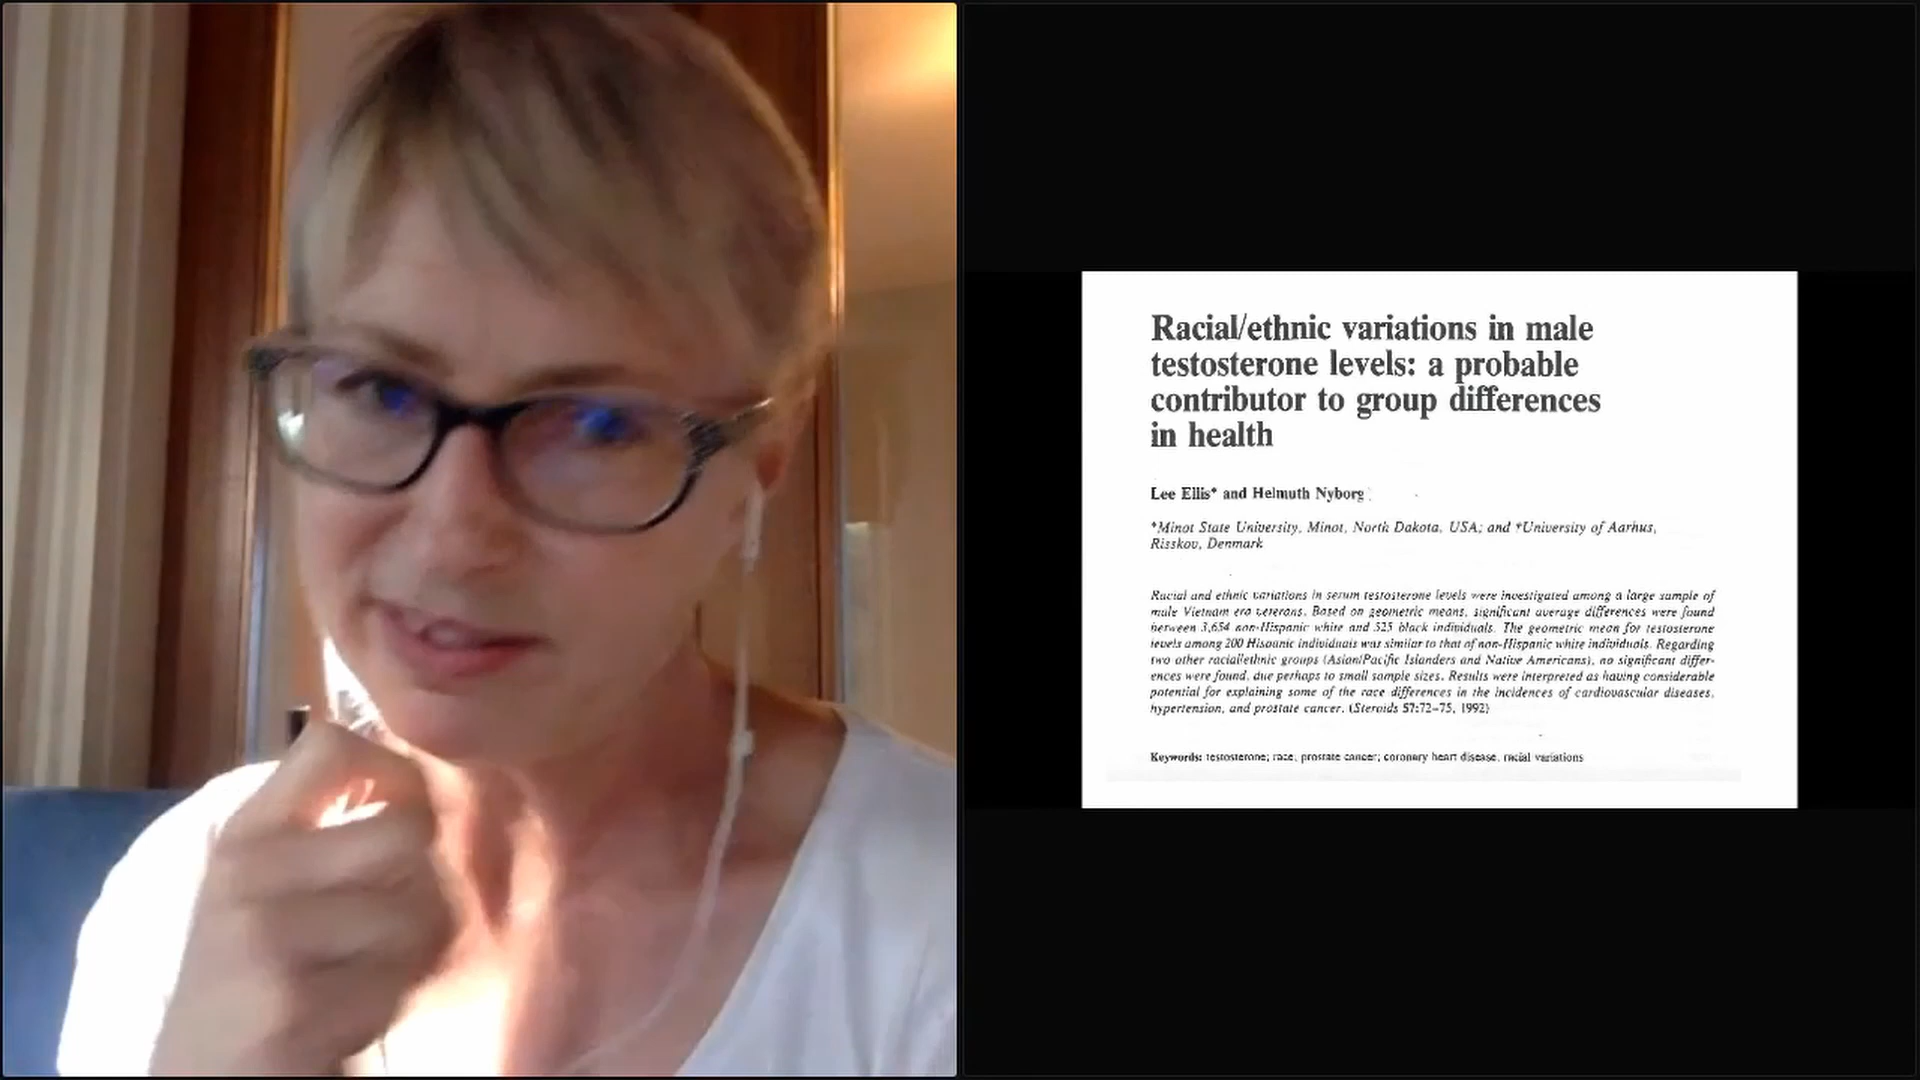 Racial/ethnic variations in male
testosterone levels: a probable
contributor to group differences
in health
Lee Ellis* and Helmuth Nyborg
*Minot State University, Minot, North Dakota, USA; and †University of Aarhus,
Risskov, Denmark
Racial and ethnic variations in serum testosterone levels were investigated among a large sample of
male Vietnam era veterans. Based on geometric means, significant average differences were found
between 3,654 non-Hispanic white and 525 black individuals. The geometric mean for testosterone
levels among 200 Hispanic individuals was similar to that of non-Hispanic white individuals. Regarding
two other racial/ethnic groups (Asian/Pacific Islanders and Native Americans), no significant differ-
ences were found, due perhaps to small sample sizes. Results were interpreted as having considerable
potential for explaining some of the race differences in the incidences of cardiovascular diseases,
hypertension, and prostate cancer. (Steroids 57:72–75, 1992)
Keywords: testosterone; race, prostate cancer; coronary heart disease, racial variations